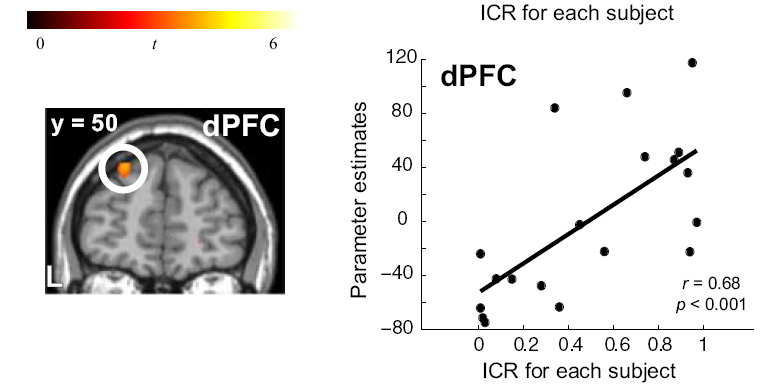 0 t 6
y = 50 dPFC
L
ICR for each subject
dPFC
Parameter estimates
120
80
40
0
−40
−80
r = 0.68
p < 0.001
0 0.2 0.4 0.6 0.8 1
ICR for each subject